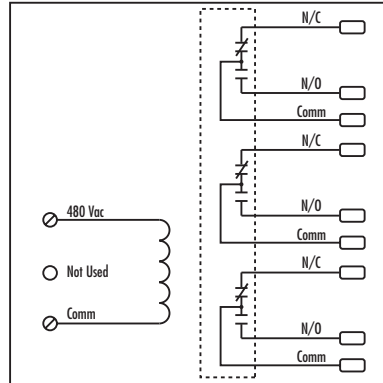 N/C
N/O
Comm
N/C
480 Vac
N/O
Not Used
Comm
N/C
Comm
N/O
Comm